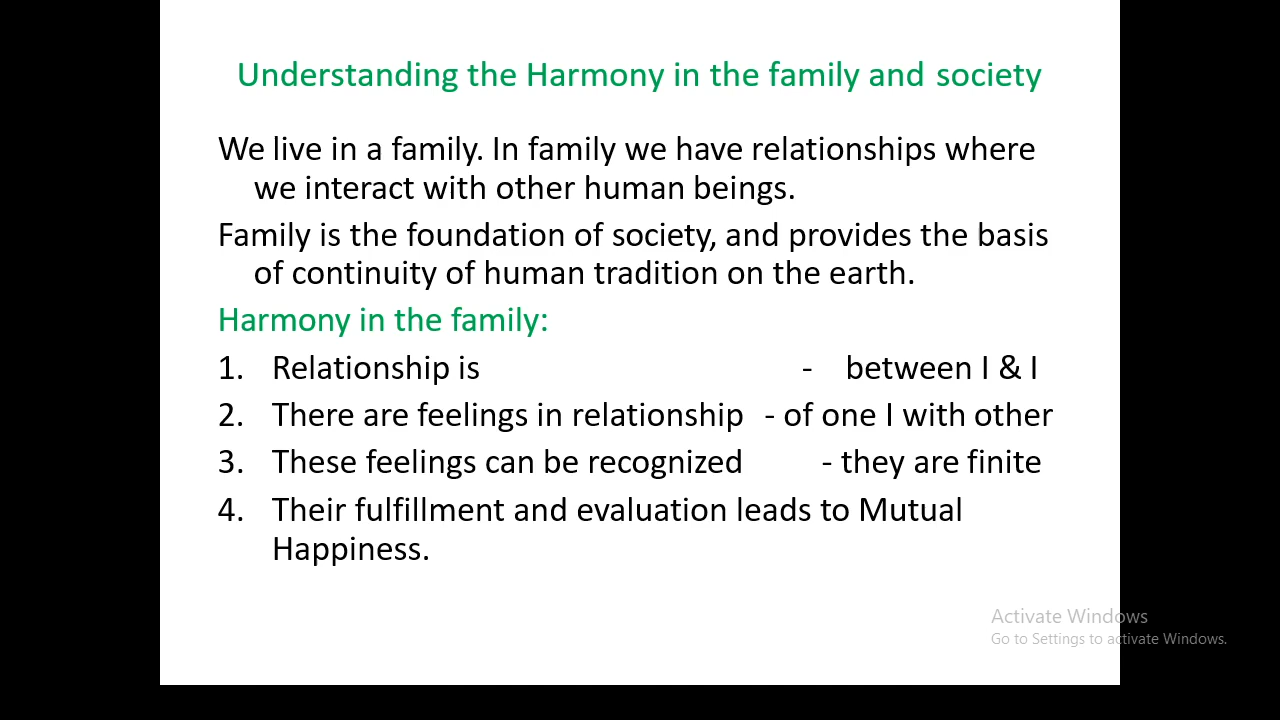 Understanding the Harmony in the family and society
We live in a family. In family we have relationships where
we interact with other human beings.
Family is the foundation of society, and provides the basis
of continuity of human tradition on the earth.
Harmony in the family:
1. Relationship is - between I & I
2. There are feelings in relationship - of one I with other
3. These feelings can be recognized - they are finite
4. Their fulfillment and evaluation leads to Mutual
Happiness.
Activate Windows
Go to Settings to activate Windows.